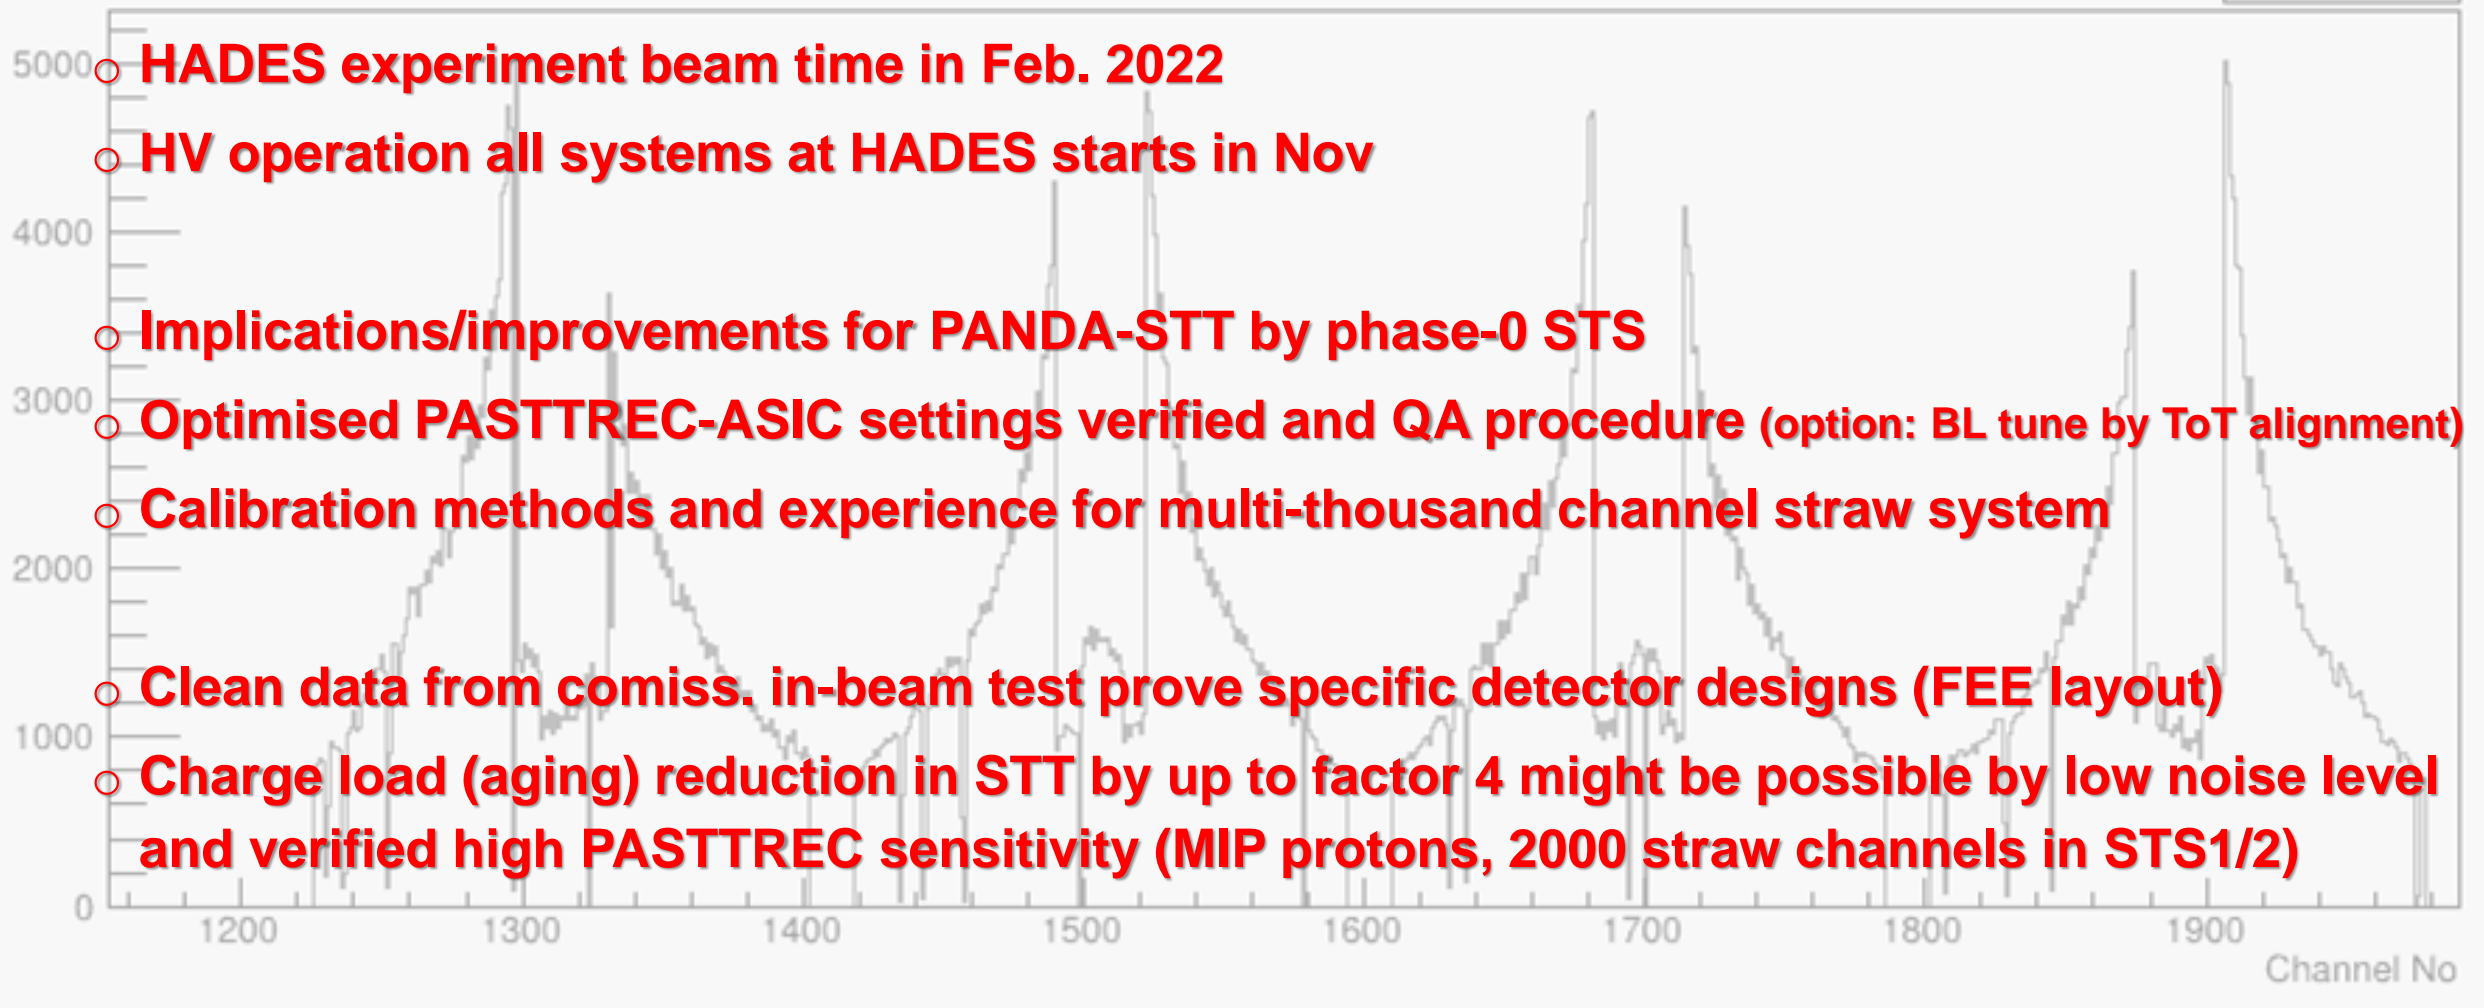 ○ HADES experiment beam time in Feb. 2022
○ HV operation all systems at HADES starts in Nov
○ Implications/improvements for PANDA-STT by phase-0 STS
○ Optimised PASTTREC-ASIC settings verified and QA procedure (option: BL tune by ToT alignment)
○ Calibration methods and experience for multi-thousand channel straw system
○ Clean data from comiss. in-beam test prove specific detector designs (FEE layout)
○ Charge load (aging) reduction in STT by up to factor 4 might be possible by low noise level
and verified high PASTTREC sensitivity (MIP protons, 2000 straw channels in STS1/2)
5000
4000
3000
2000
1000
0
1200 1300 1400 1500 1600 1700 1800 1900
Channel No